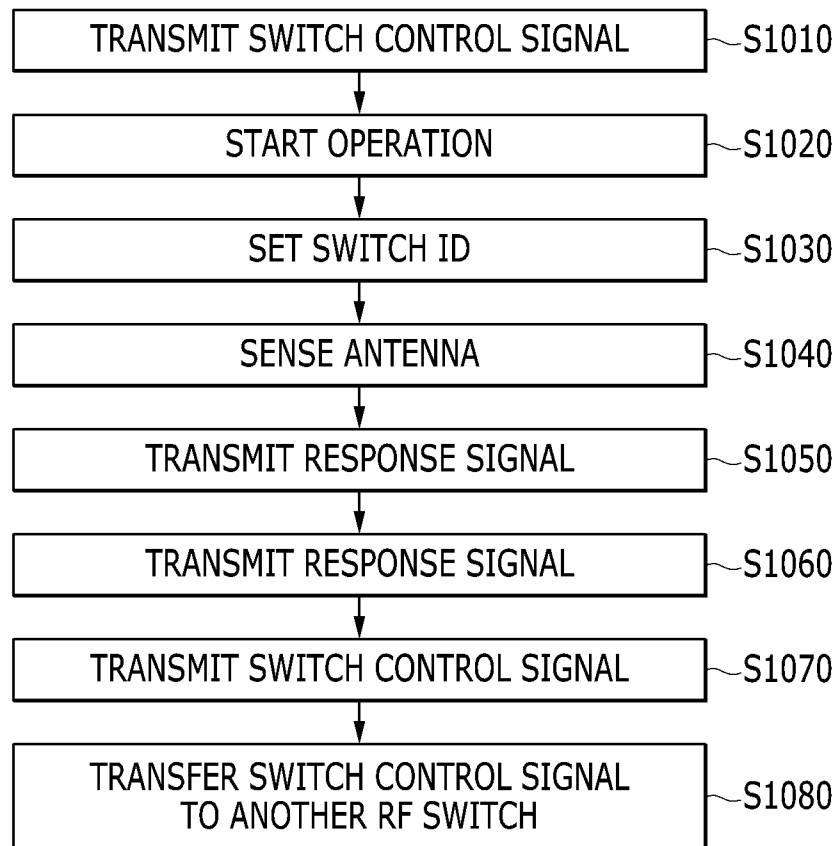 TRANSMIT SWITCH CONTROL SIGNAL S1010
START OPERATION S1020
SET SWITCH ID S1030
SENSE ANTENNA S1040
TRANSMIT RESPONSE SIGNAL S1050
TRANSMIT RESPONSE SIGNAL S1060
TRANSMIT SWITCH CONTROL SIGNAL S1070
TRANSFER SWITCH CONTROL SIGNAL
TO ANOTHER RF SWITCH S1080